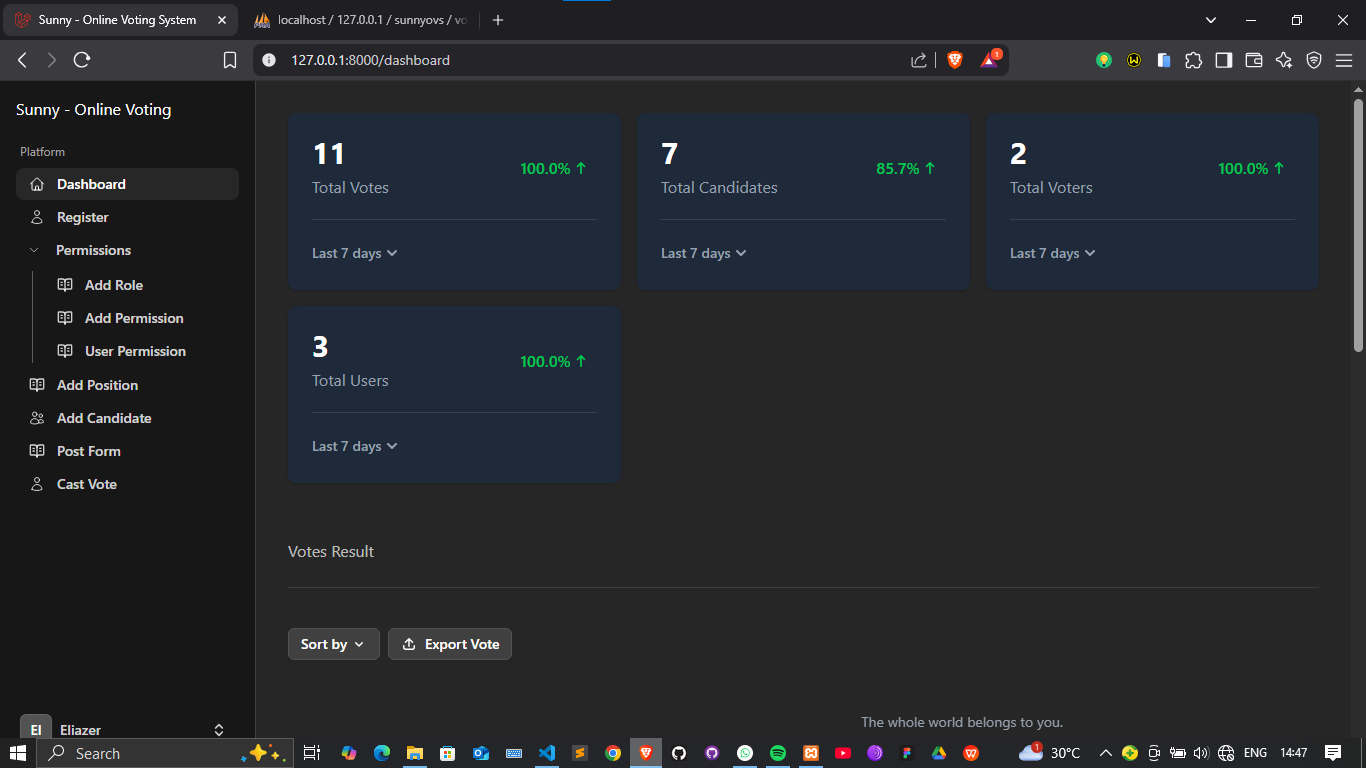 Sunny - Online Voting System
localhost / 127.0.0.1 / sunnyovs / vo
127.0.0.1:8000/dashboard
1
Sunny - Online Voting
Platform
Dashboard
Register
Permissions
Add Role
Add Permission
User Permission
Add Position
Add Candidate
Post Form
Cast Vote
EI
Eliazer
11
Total Votes
100.0% ↑
Last 7 days
7
Total Candidates
85.7% ↑
Last 7 days
2
Total Voters
100.0% ↑
Last 7 days
3
Total Users
100.0% ↑
Last 7 days
Votes Result
Sort by
Export Vote
The whole world belongs to you.
Search
1
30°C
ENG
14:47